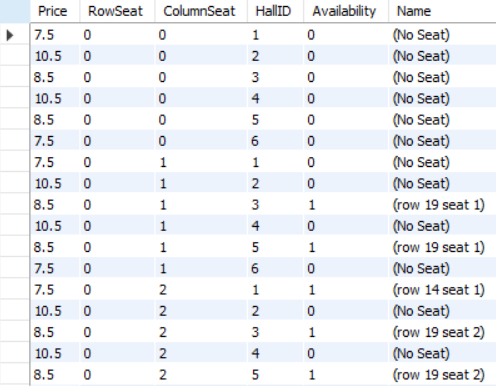 Price RowSeat ColumnSeat HallID Availability Name
7.5 0 0 1 0 (No Seat)
10.5 0 0 2 0 (No Seat)
8.5 0 0 3 0 (No Seat)
10.5 0 0 4 0 (No Seat)
8.5 0 0 5 0 (No Seat)
7.5 0 0 6 0 (No Seat)
7.5 0 1 1 0 (No Seat)
10.5 0 1 2 0 (No Seat)
8.5 0 1 3 1 (row 19 seat 1)
10.5 0 1 4 0 (No Seat)
8.5 0 1 5 1 (row 19 seat 1)
7.5 0 1 6 0 (No Seat)
7.5 0 2 1 1 (row 14 seat 1)
10.5 0 2 2 0 (No Seat)
8.5 0 2 3 1 (row 19 seat 2)
10.5 0 2 4 0 (No Seat)
8.5 0 2 5 1 (row 19 seat 2)